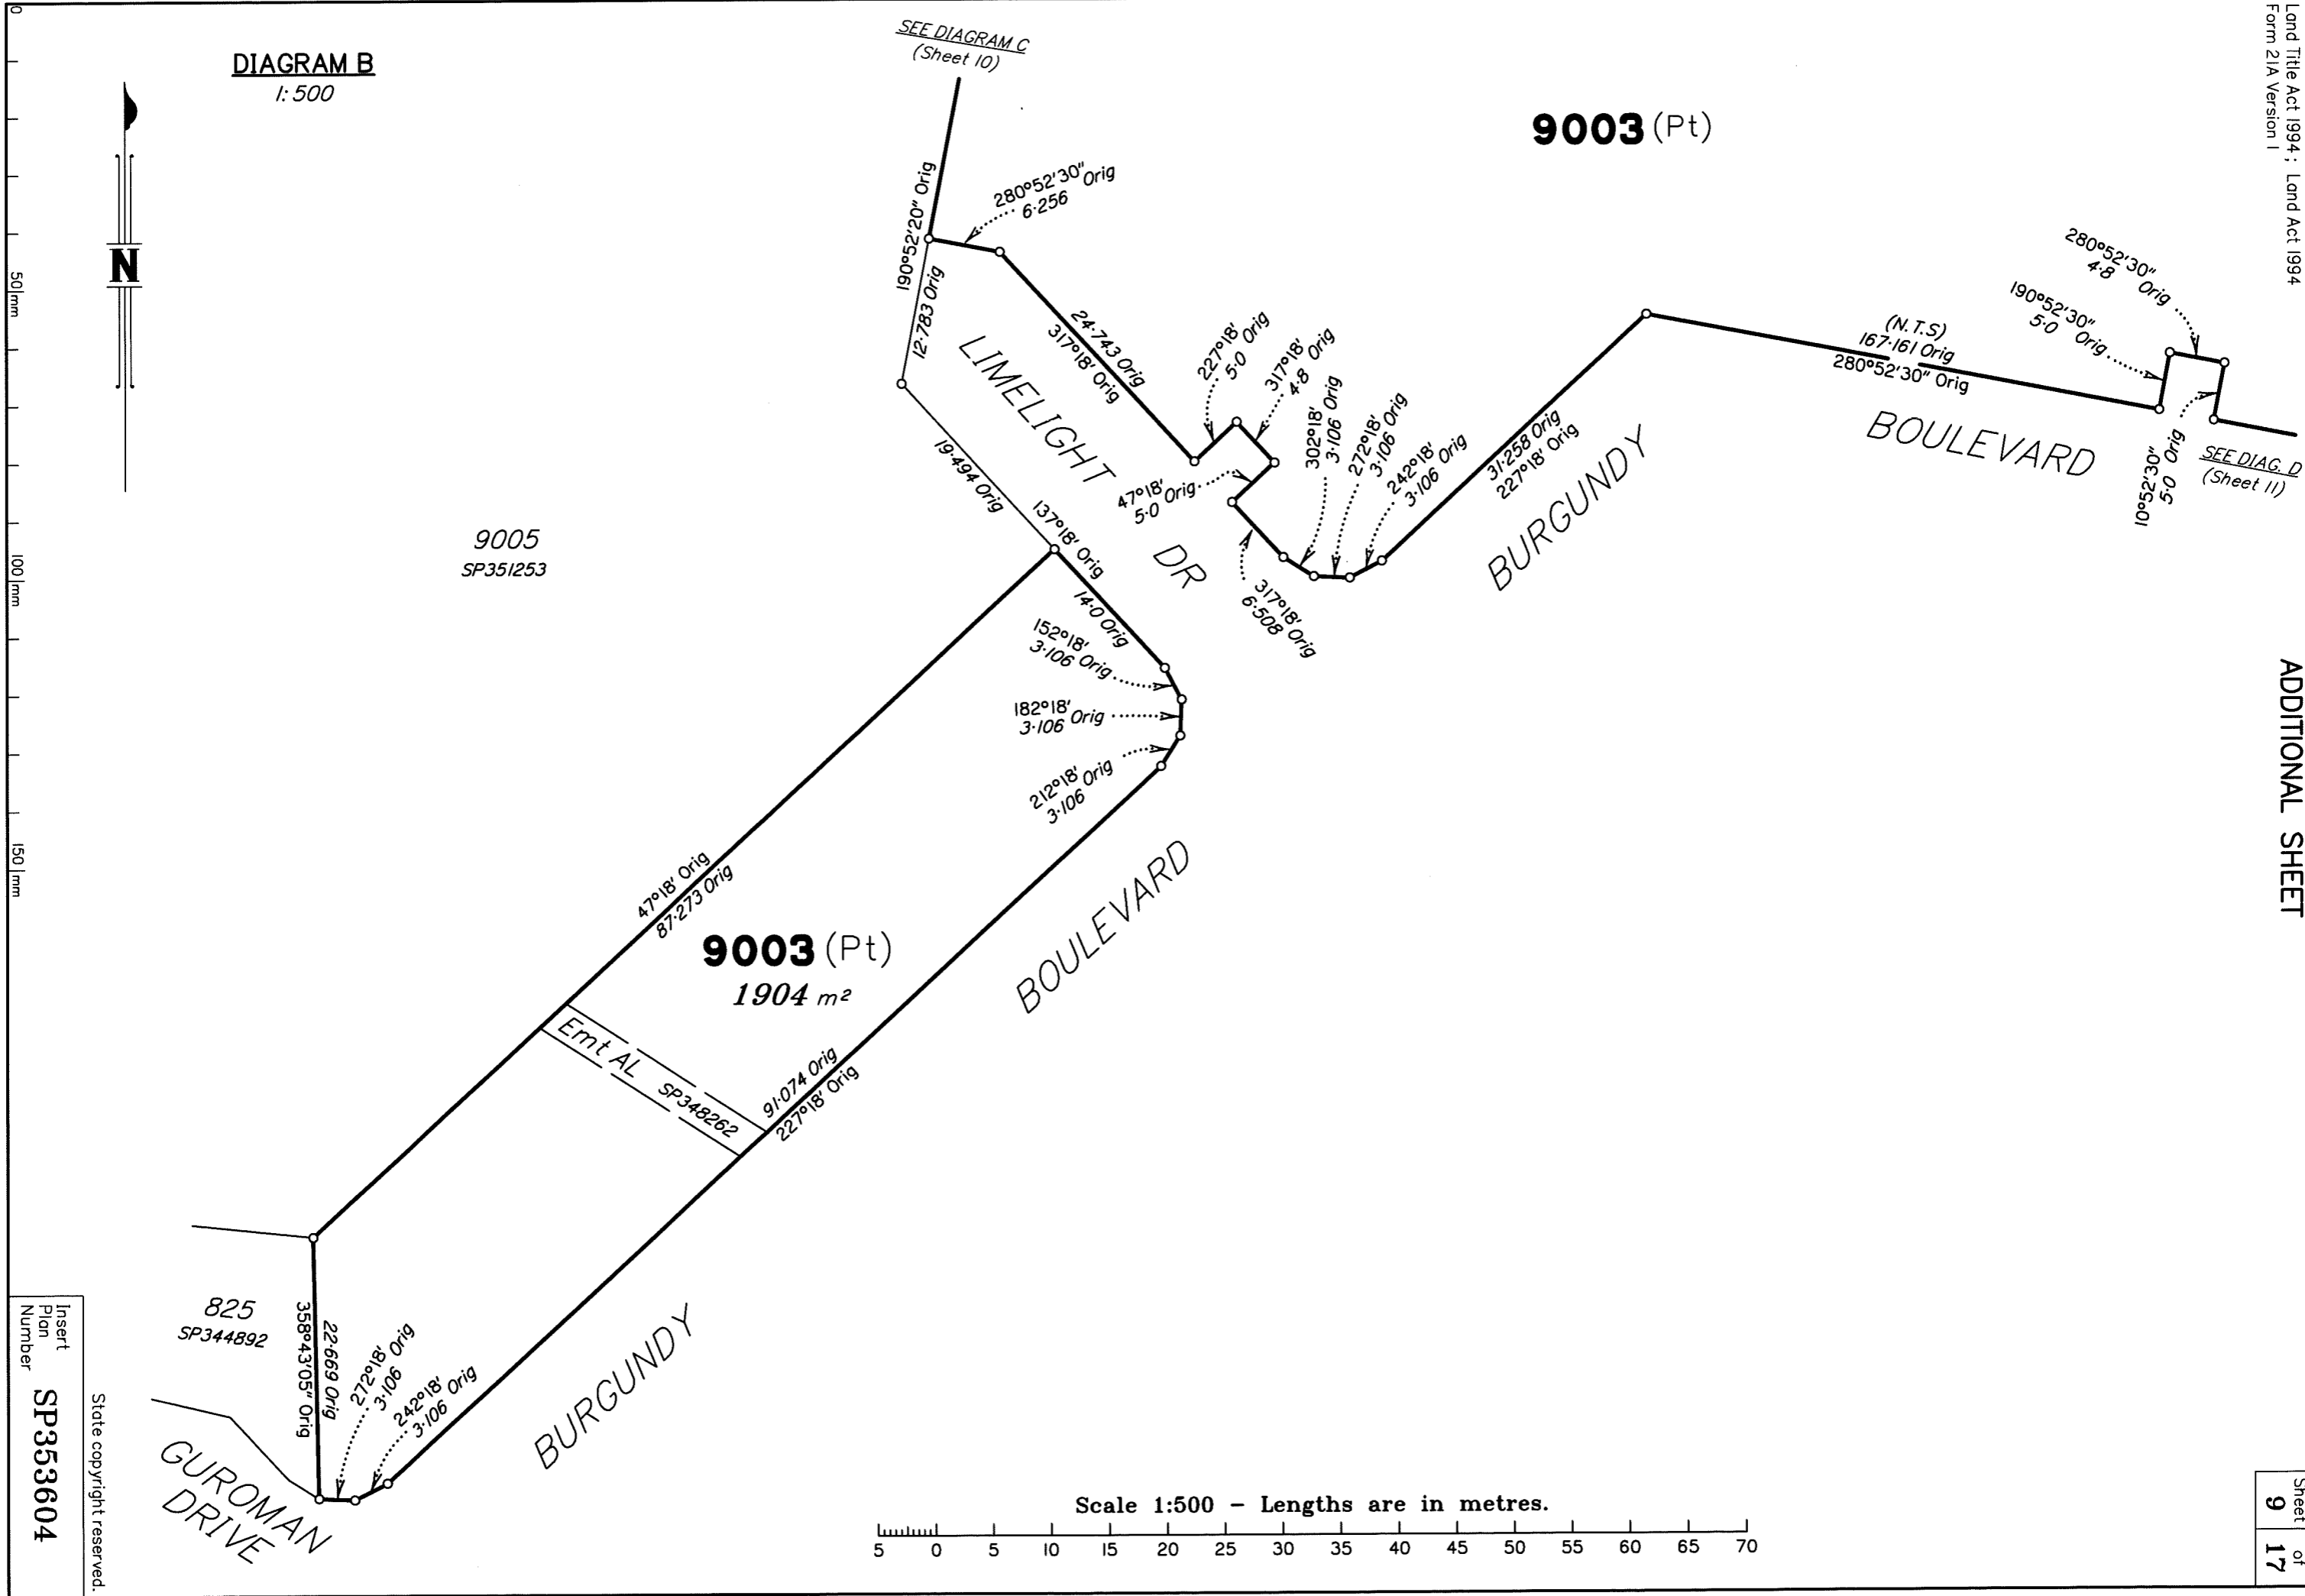 Land Title Act 1994 ; Land Act 1994
Form 21A Version 1
DIAGRAM B
1:500
N
SEE DIAGRAM C
(Sheet 10)
9003 (Pt)
190°52'20" Orig
12·783 Orig
280°52'30" Orig
6·256
24·743 Orig
317°18' Orig
LIMELIGHT
DR
227°18'
5·0 Orig
317°18'
4·8 Orig
47°18'
5·0 Orig
302°18'
3·106 Orig
272°18'
3·106 Orig
242°18'
3·106 Orig
317°18'
6·508 Orig
31·258 Orig
227°18' Orig
BURGUNDY
(N.T.S)
167·161 Orig
280°52'30" Orig
BOULEVARD
280°52'30"
4·8 Orig
190°52'30"
5·0 Orig
10°52'30"
5·0 Orig
SEE DIAG. D
(Sheet 11)
19·494 Orig
137°18' Orig
14·0 Orig
9005
SP351253
152°18'
3·106 Orig
182°18'
3·106 Orig
212°18'
3·106 Orig
47°18' Orig
87·273 Orig
9003 (Pt)
1904 m²
BOULEVARD
Emt AL SP348262
91·074 Orig
227°18' Orig
825
SP344892
358°43'05" Orig
22·669 Orig
272°18'
3·106 Orig
242°18'
3·106 Orig
BURGUNDY
GUROMAN
DRIVE
Scale 1:500 – Lengths are in metres.
5 0 5 10 15 20 25 30 35 40 45 50 55 60 65 70
0
50 mm
100 mm
150 mm
ADDITIONAL SHEET
Sheet of
9 17
State copyright reserved.
Insert
Plan
Number
SP353604